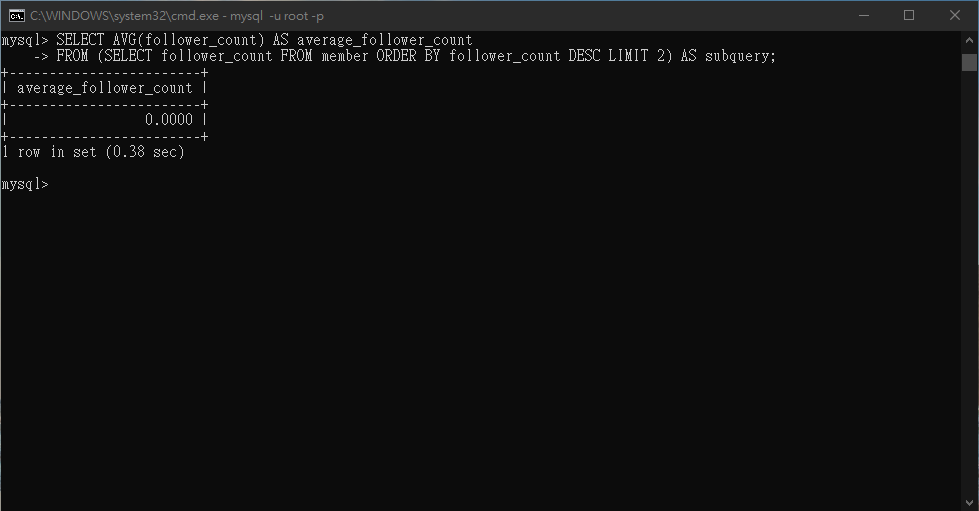 C:\WINDOWS\system32\cmd.exe - mysql  -u root -p
mysql> SELECT AVG(follower_count) AS average_follower_count
    -> FROM (SELECT follower_count FROM member ORDER BY follower_count DESC LIMIT 2) AS subquery;
+------------------------+
| average_follower_count |
+------------------------+
|                 0.0000 |
+------------------------+
1 row in set (0.38 sec)
mysql>